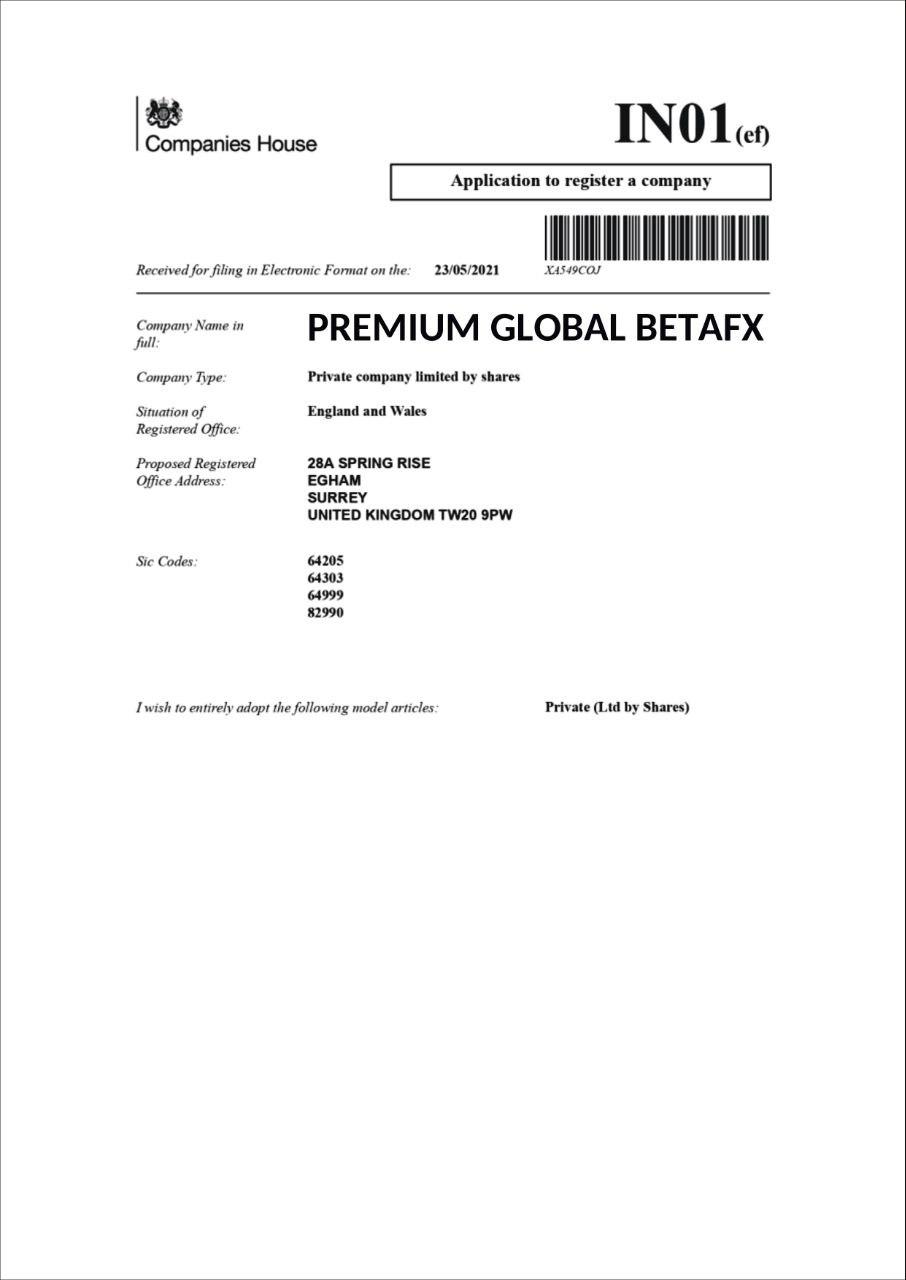 Companies House
IN01(ef)
Application to register a company
Received for filing in Electronic Format on the: 23/05/2021
XA549COJ
Company Name in full: PREMIUM GLOBAL BETAFX
Company Type: Private company limited by shares
Situation of Registered Office: England and Wales
Proposed Registered Office Address: 28A SPRING RISE
EGHAM
SURREY
UNITED KINGDOM TW20 9PW
Sic Codes: 64205
64303
64999
82990
I wish to entirely adopt the following model articles: Private (Ltd by Shares)